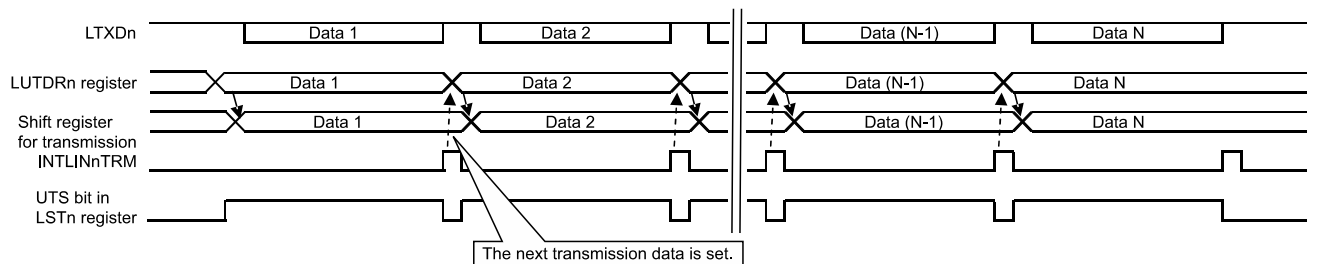 LTXDn
Data 1
Data 2
Data (N-1)
Data N
LUTDRn register
Data 1
Data 2
Data (N-1)
Data N
Shift register
for transmission
Data 1
Data 2
Data (N-1)
Data N
INTLINnTRM
UTS bit in
LSTn register
The next transmission data is set.